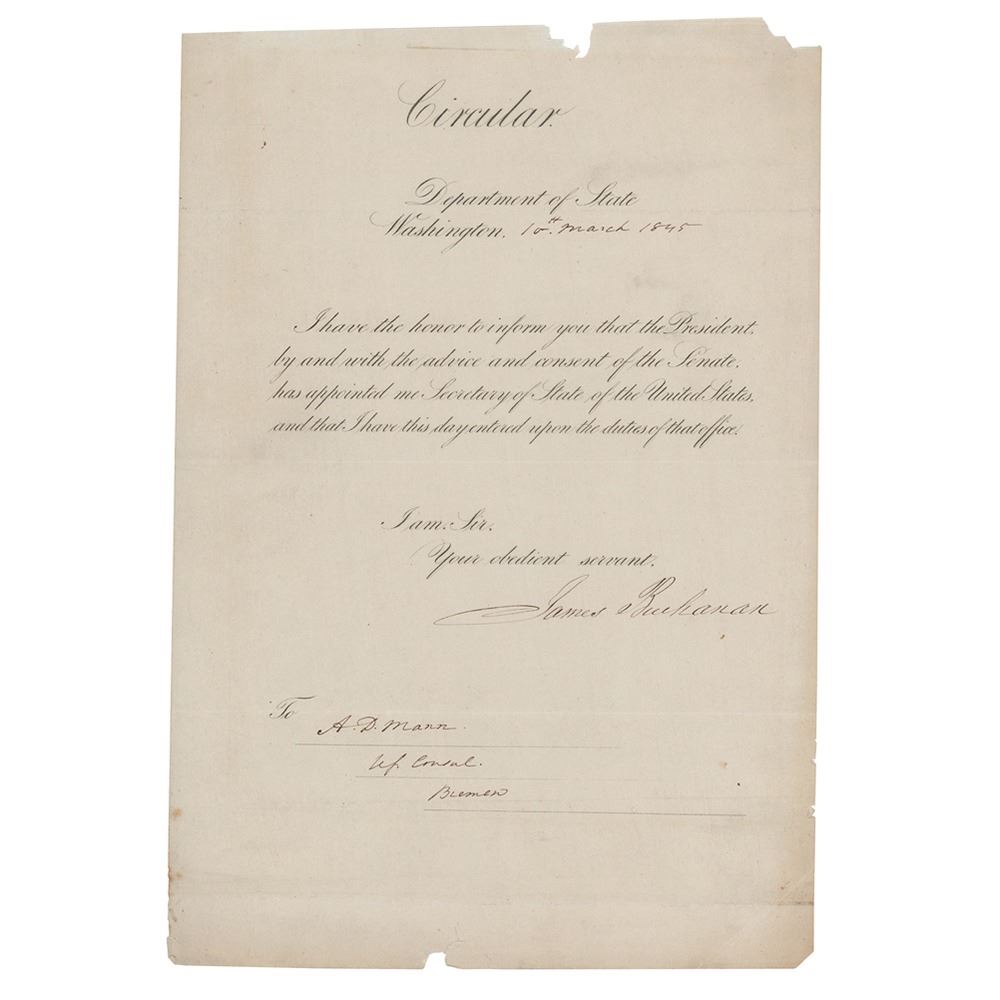 Circular.
Department of State
Washington. 10th. March 1845
I have the honor to inform you that the President,
by and with the advice and consent of the Senate,
has appointed me Secretary of State of the United States,
and that I have this day entered upon the duties of that office.
I am, Sir,
Your obedient servant,
James Buchanan
To
A. D. Mann.
US. Consul.
Bremen